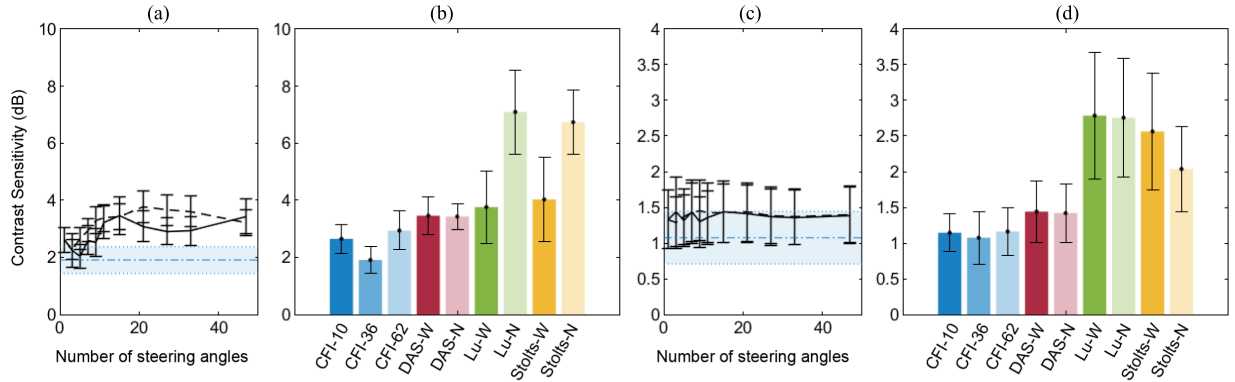 (a)
(b)
(c)
(d)
Contrast Sensitivity (dB)
10
8
6
4
2
0
0
20
40
Number of steering angles
10
8
6
4
2
0
CFI-10
CFI-36
CFI-62
DAS-W
DAS-N
Lu-W
Lu-N
Stolts-W
Stolts-N
4
3.5
3
2.5
2
1.5
1
0.5
0
0
20
40
Number of steering angles
4
3.5
3
2.5
2
1.5
1
0.5
0
CFI-10
CFI-36
CFI-62
DAS-W
DAS-N
Lu-W
Lu-N
Stolts-W
Stolts-N